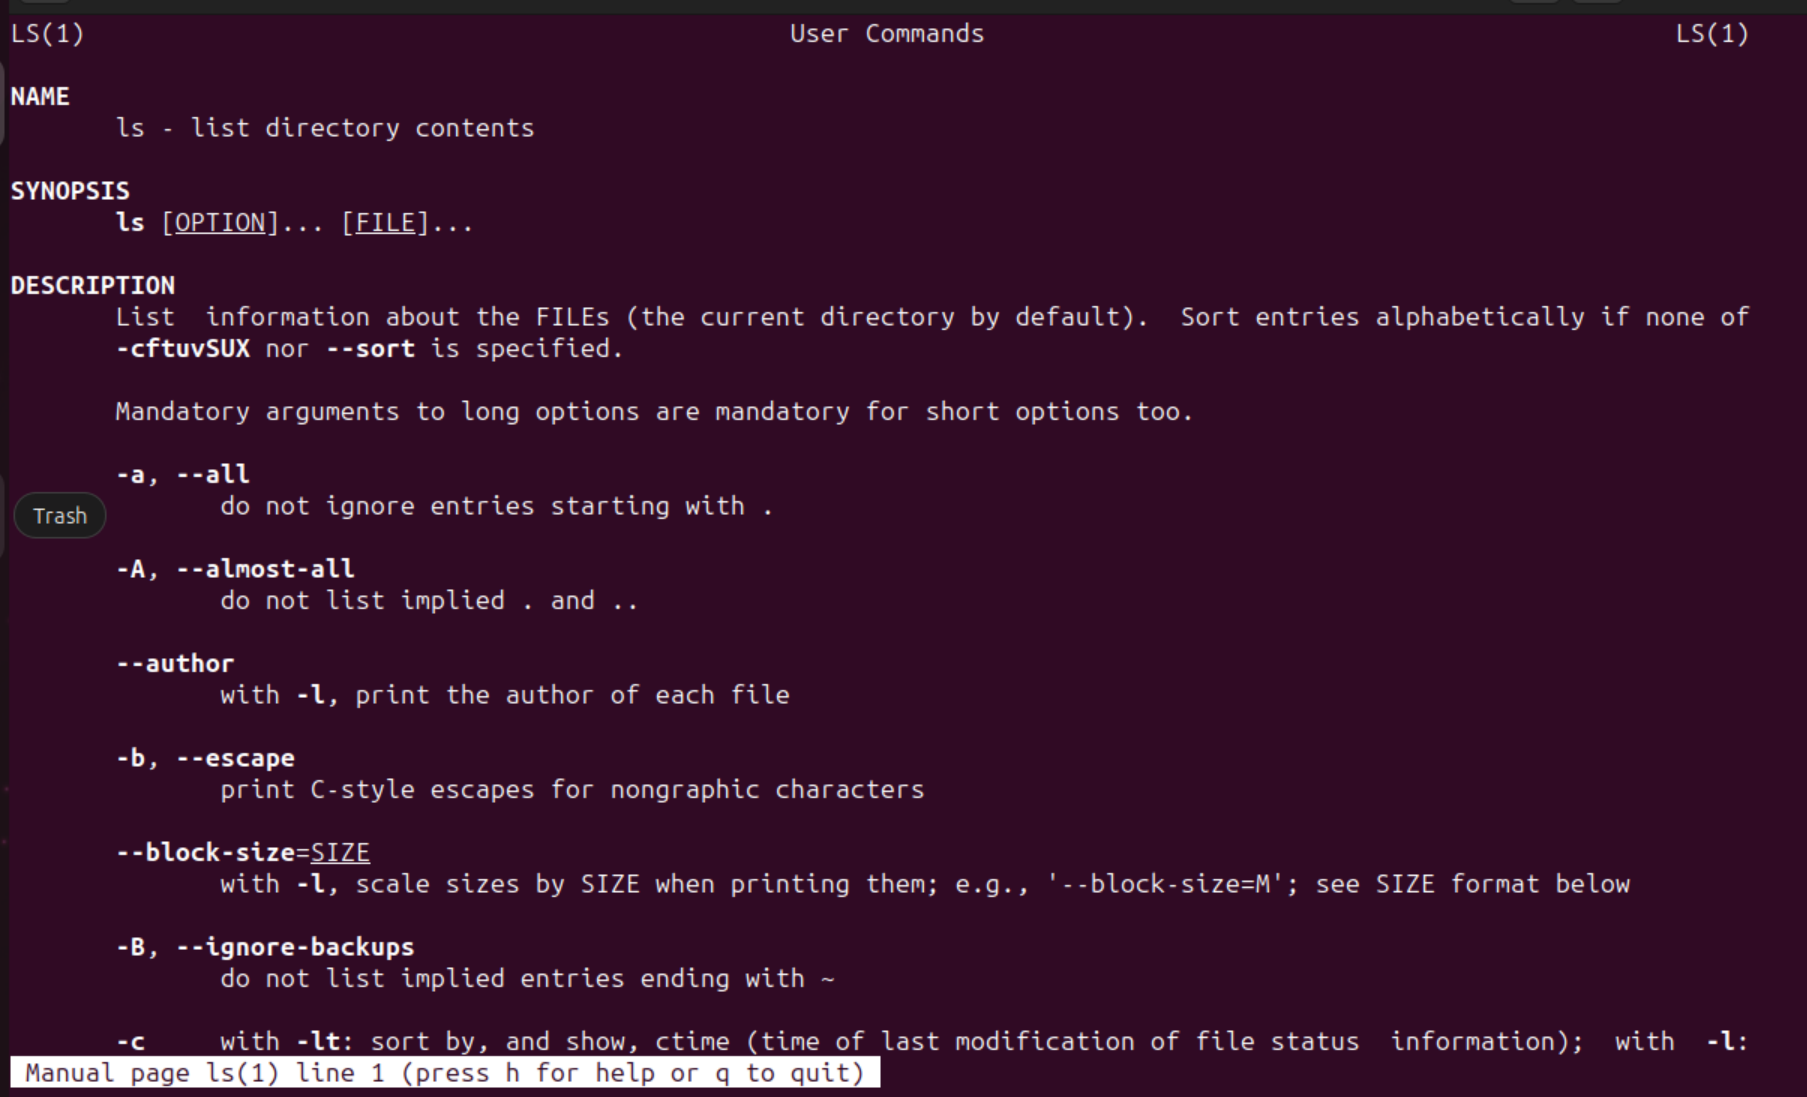 LS(1) User Commands LS(1)
NAME
ls - list directory contents
SYNOPSIS
ls [OPTION]... [FILE]...
DESCRIPTION
List  information about the FILEs (the current directory by default).  Sort entries alphabetically if none of
-cftuvSUX nor --sort is specified.
Mandatory arguments to long options are mandatory for short options too.
-a, --all
do not ignore entries starting with .
Trash
-A, --almost-all
do not list implied . and ..
--author
with -l, print the author of each file
-b, --escape
print C-style escapes for nongraphic characters
--block-size=SIZE
with -l, scale sizes by SIZE when printing them; e.g., '--block-size=M'; see SIZE format below
-B, --ignore-backups
do not list implied entries ending with ~
-c     with -lt: sort by, and show, ctime (time of last modification of file status  information);  with  -l:
Manual page ls(1) line 1 (press h for help or q to quit)